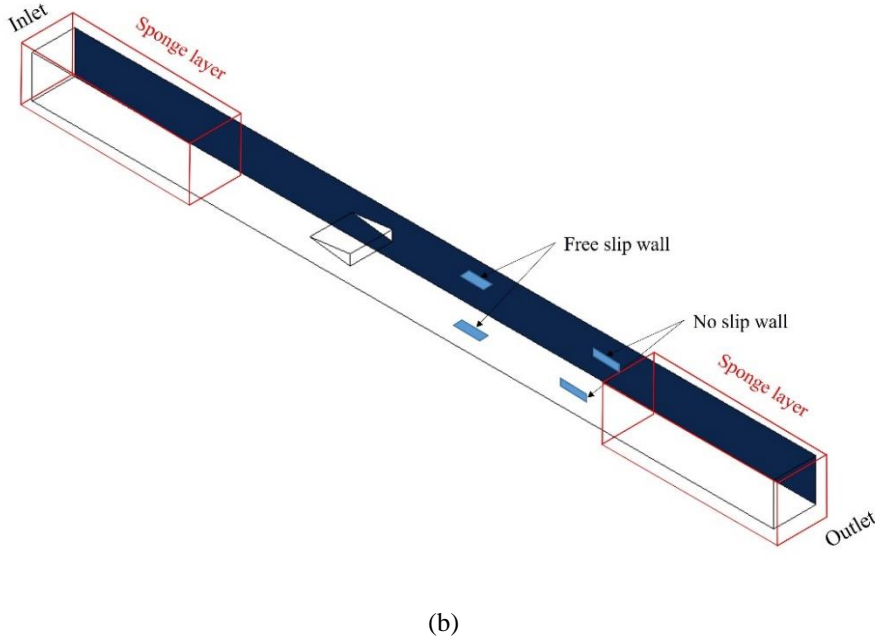 Inlet
Sponge layer
Free slip wall
No slip wall
Sponge layer
Outlet
(b)